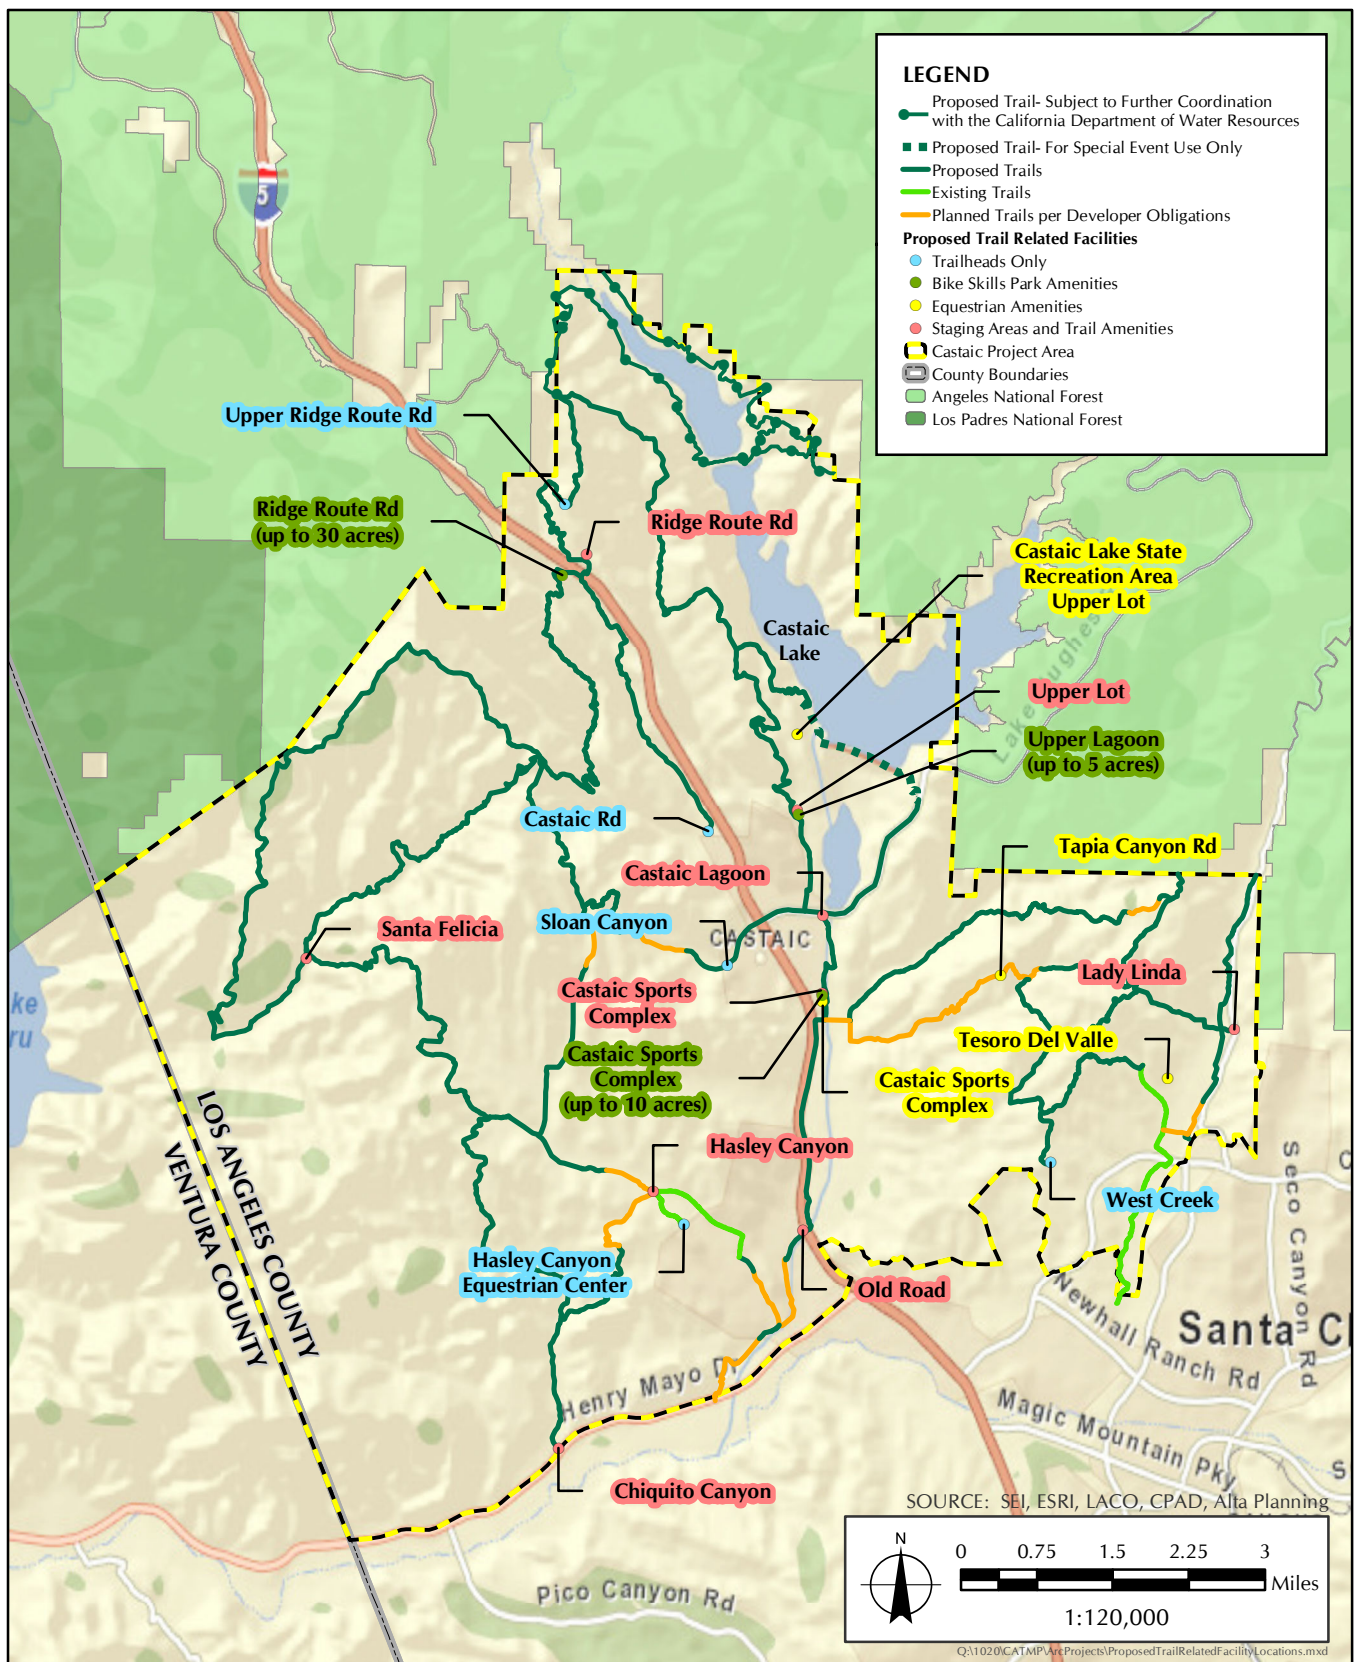 LEGEND
Proposed Trail- Subject to Further Coordination
with the California Department of Water Resources
Proposed Trail- For Special Event Use Only
Proposed Trails
Existing Trails
Planned Trails per Developer Obligations
Proposed Trail Related Facilities
Trailheads Only
Bike Skills Park Amenities
Equestrian Amenities
Staging Areas and Trail Amenities
Castaic Project Area
County Boundaries
Angeles National Forest
Los Padres National Forest
5
Upper Ridge Route Rd
Ridge Route Rd
(up to 30 acres)
Ridge Route Rd
Castaic Lake State
Recreation Area
Upper Lot
Castaic
Lake
Upper Lot
Upper Lagoon
(up to 5 acres)
Castaic Rd
Tapia Canyon Rd
Castaic Lagoon
Santa Felicia
Sloan Canyon
CASTAIC
Castaic Sports
Complex
Lady Linda
ke
ru
Castaic Sports
Complex
(up to 10 acres)
Tesoro Del Valle
Castaic Sports
Complex
Hasley Canyon
LOS ANGELES COUNTY
VENTURA COUNTY
West Creek
Seco Canyon Rd
Hasley Canyon
Equestrian Center
Old Road
Newhall Ranch Rd
Santa Cl
Henry Mayo Dr
Magic Mountain Pky
Chiquito Canyon
SOURCE: SEI, ESRI, LACO, CPAD, Alta Planning
Pico Canyon Rd
N
0 0.75 1.5 2.25 3
Miles
1:120,000
Q:\1020\CATMP\ArcProjects\ProposedTrailRelatedFacilityLocations.mxd